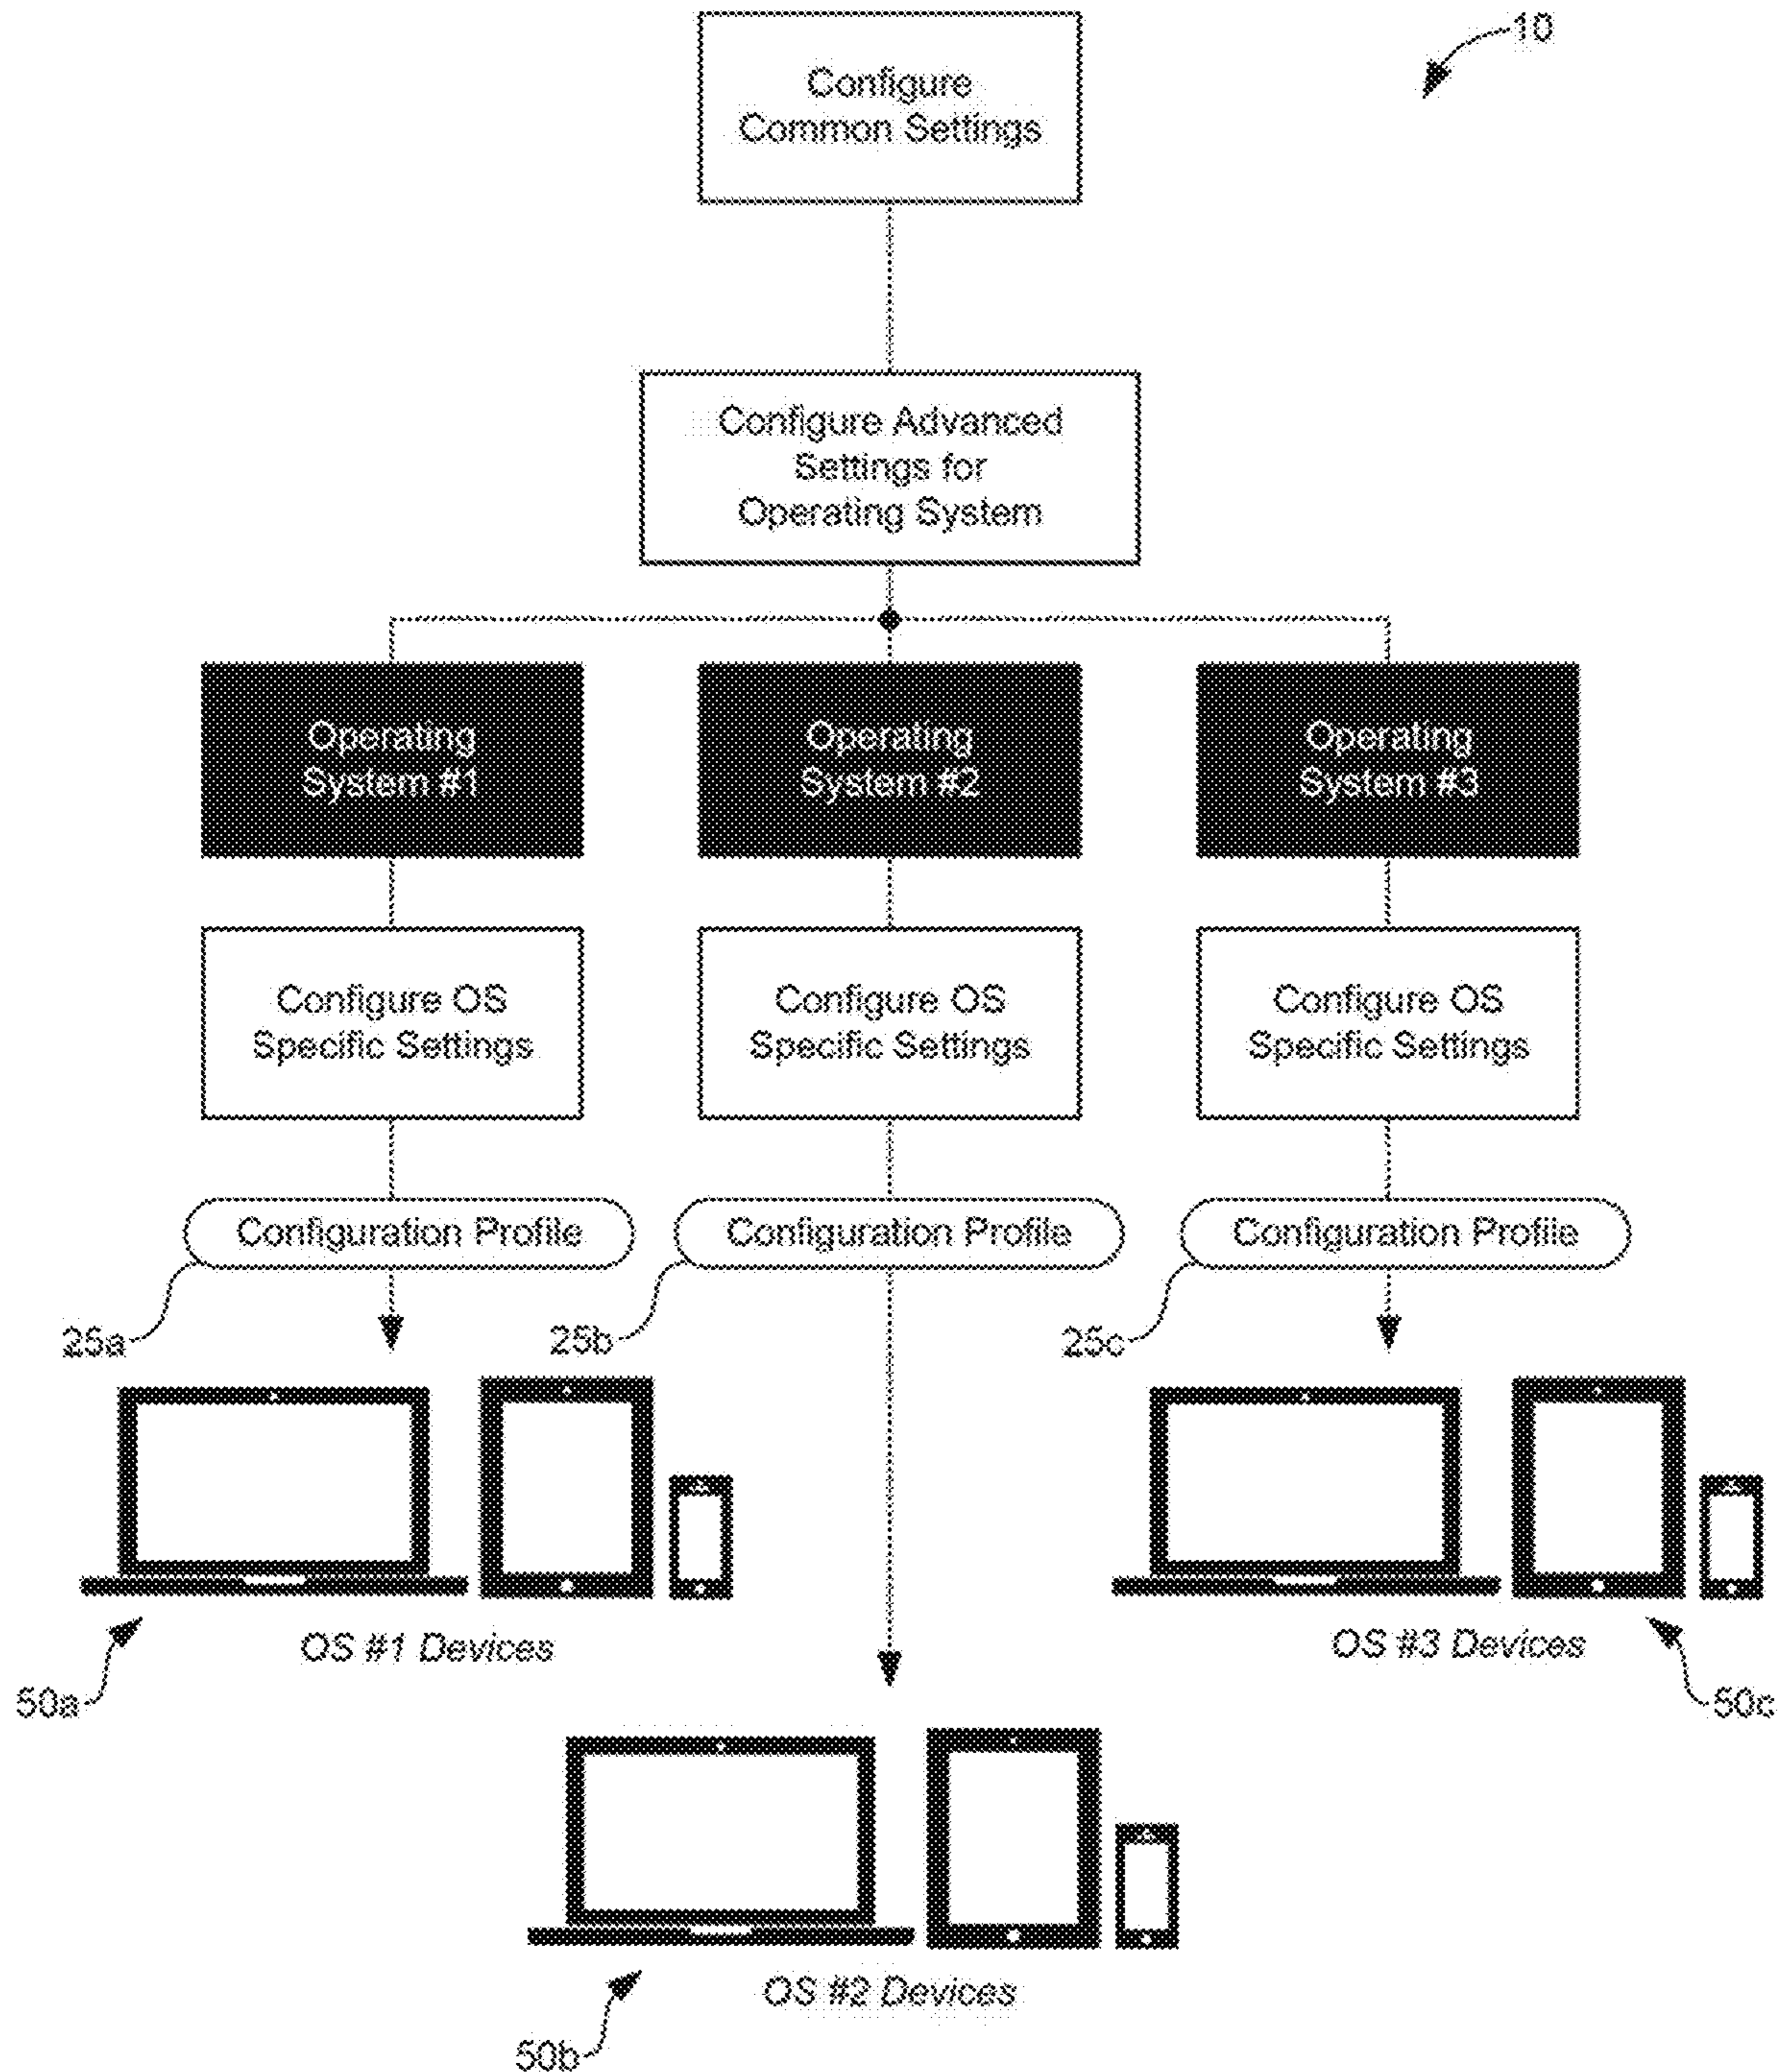 10
Configure
Common Settings
Configure Advanced
Settings for
Operating System
Operating
System #1
Operating
System #2
Operating
System #3
Configure OS
Specific Settings
Configure OS
Specific Settings
Configure OS
Specific Settings
Configuration Profile
Configuration Profile
Configuration Profile
25a
25b
25c
OS #1 Devices
OS #3 Devices
50a
50c
OS #2 Devices
50b